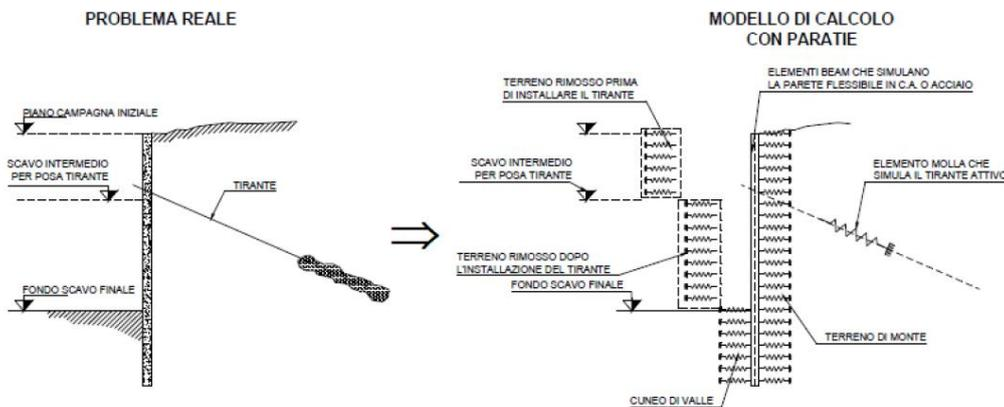 PROBLEMA REALE
PIANO CAMPAGNA INIZIALE
SCAVO INTERMEDIO
PER POSA TIRANTE
TIRANTE
FONDO SCAVO FINALE
MODELLO DI CALCOLO
CON PARATIE
TERRENO RIMOSSO PRIMA
DI INSTALLARE IL TIRANTE
ELEMENTI BEAM CHE SIMULANO
LA PARETE FLESSIBILE IN C.A. O ACCIAIO
SCAVO INTERMEDIO
PER POSA TIRANTE
ELEMENTO MOLLA CHE
SIMULA IL TIRANTE ATTIVO
TERRENO RIMOSSO DOPO
L'INSTALLAZIONE DEL TIRANTE
FONDO SCAVO FINALE
TERRENO DI MONTE
CUNEO DI VALLE